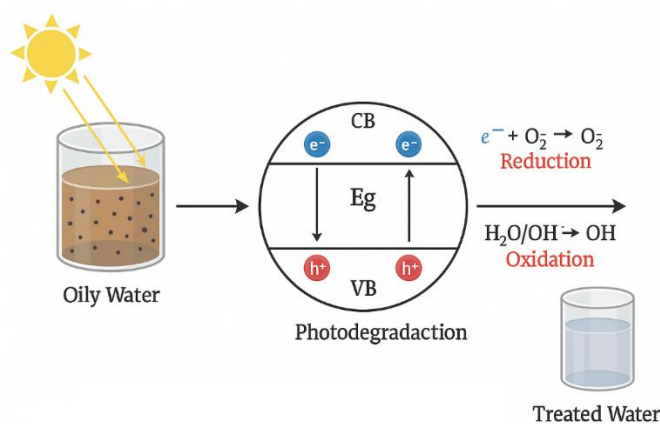 Oily Water
CB
e⁻ e⁻
Eg
h⁺ h⁺
VB
Photodegradaction
e⁻ + O₂⁻ → O₂⁻
Reduction
H₂O/OH⁻ → OH
Oxidation
Treated Water